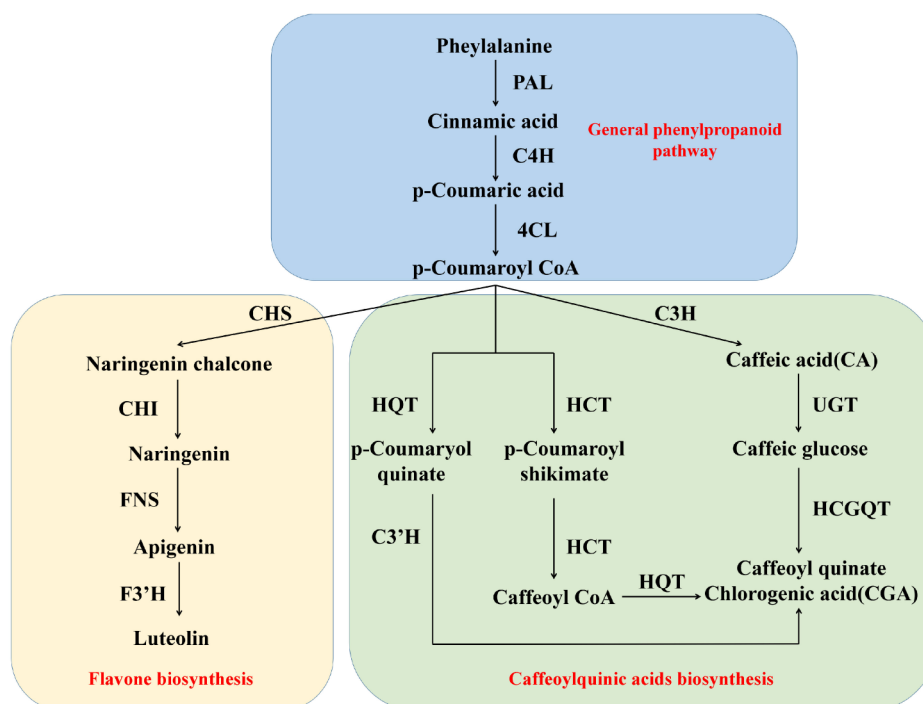 Pheylalanine
PAL
Cinnamic acid
General phenylpropanoid
pathway
C4H
p-Coumaric acid
4CL
p-Coumaroyl CoA
CHS
C3H
Naringenin chalcone
Caffeic acid(CA)
CHI
HQT
HCT
UGT
Naringenin
p-Coumaryol
quinate
p-Coumaroyl
shikimate
Caffeic glucose
FNS
C3’H
HCT
HCGQT
Apigenin
F3’H
Caffeoyl CoA
HQT
Caffeoyl quinate
Chlorogenic acid(CGA)
Luteolin
Flavone biosynthesis
Caffeoylquinic acids biosynthesis